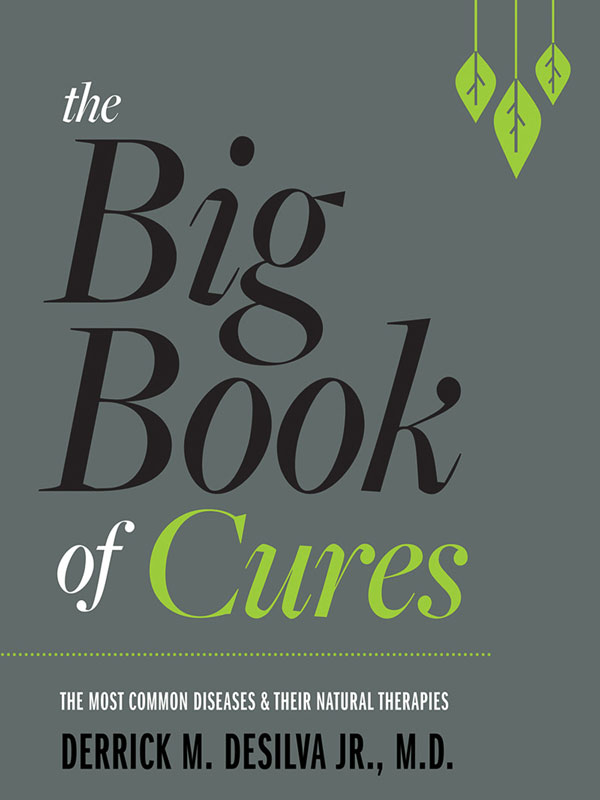 the
Big
Book
of Cures
THE MOST COMMON DISEASES & THEIR NATURAL THERAPIES
DERRICK M. DESILVA JR., M.D.